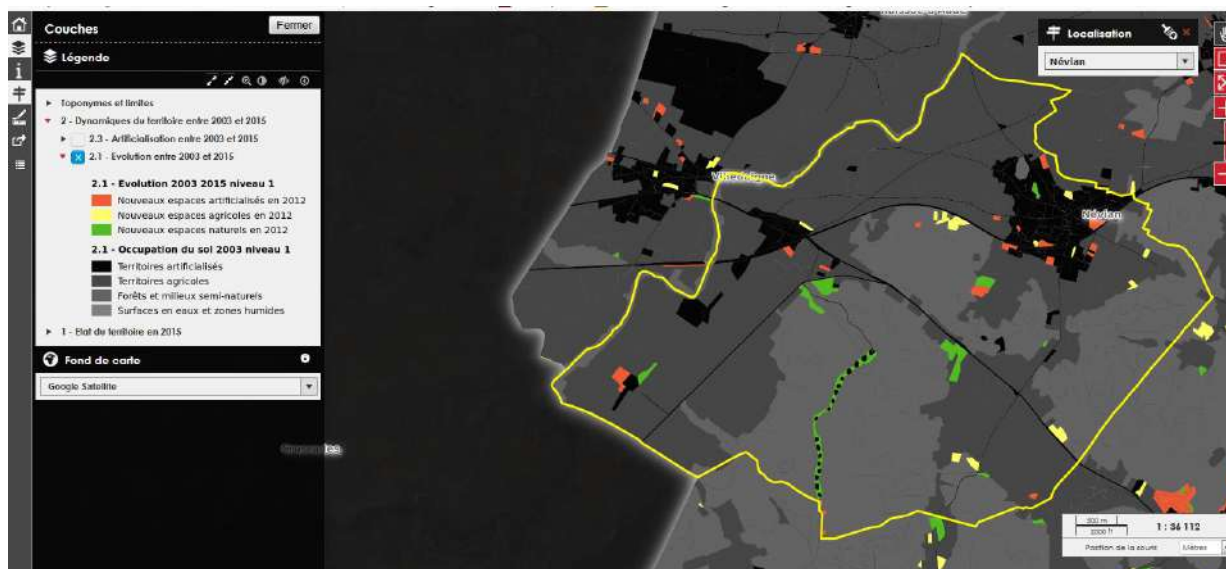 Couches
Fermer
Légende
Toponymes et limites
2 - Dynamiques du territoire entre 2003 et 2015
2.3 - Artificialisation entre 2003 et 2015
2.1 - Evolution entre 2003 et 2015
2.1 - Evolution 2003 2015 niveau 1
Nouveaux espaces artificialisés en 2012
Nouveaux espaces agricoles en 2012
Nouveaux espaces naturels en 2012
2.1 - Occupation du sol 2003 niveau 1
Territoires artificialisés
Territoires agricoles
Forêts et milieux semi-naturels
Surfaces en eaux et zones humides
1 - Etat du territoire en 2015
Fond de carte
Google Satellite
Localisation
Névian
Névian
500 m
1 : 36 112
Position de la souris
Mètres